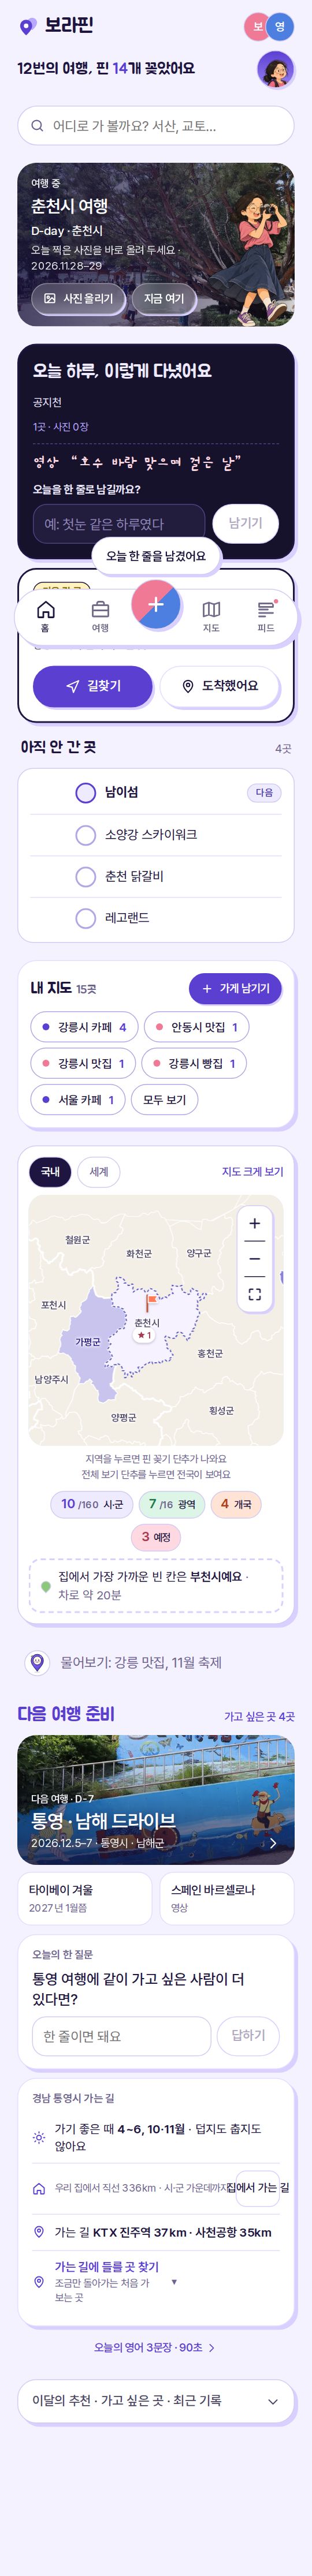 보라핀
보 영
12번의 여행, 핀 14개 꽂았어요
어디로 가 볼까요? 서산, 교토…
여행 중
춘천시 여행
D-day · 춘천시
오늘 찍은 사진을 바로 올려 두세요 ·
2026.11.28–29
사진 올리기 지금 여기
오늘 하루, 이렇게 다녔어요
공지천
1곳 · 사진 0장
영상 “호수 바람 맞으며 걸은 날”
오늘을 한 줄로 남길까요?
예: 첫눈 같은 하루였다 남기기
오늘 한 줄을 남겼어요
홈 여행 지도 피드
길찾기 도착했어요
아직 안 간 곳 4곳
남이섬 다음
소양강 스카이워크
춘천 닭갈비
레고랜드
내 지도 15곳 가게 남기기
강릉시 카페 4 안동시 맛집 1
강릉시 맛집 1 강릉시 빵집 1
서울 카페 1 모두 보기
국내 세계 지도 크게 보기
철원군
화천군 양구군
포천시
춘천시
★ 1
가평군
홍천군
남양주시
횡성군
양평군
지역을 누르면 핀 꽂기 단추가 나와요
전체 보기 단추를 누르면 전국이 보여요
10 /160 시·군 7 /16 광역 4 개국
3 예정
집에서 가장 가까운 빈 칸은 부천시예요 ·
차로 약 20분
물어보기: 강릉 맛집, 11월 축제
다음 여행 준비 가고 싶은 곳 4곳
다음 여행 · D-7
통영 · 남해 드라이브
2026.12.5–7 · 통영시 · 남해군
타이베이 겨울 스페인 바르셀로나
2027년 1월쯤 영상
오늘의 한 질문
통영 여행에 같이 가고 싶은 사람이 더
있다면?
한 줄이면 돼요 답하기
경남 통영시 가는 길
가기 좋은 때 4~6, 10·11월 · 덥지도 춥지도
않아요
우리 집에서 직선 336km · 시·군 가운데까지 집에서 가는 길
가는 길 KTX 진주역 37km · 사천공항 35km
가는 길에 들를 곳 찾기
조금만 돌아가는 처음 가
보는 곳
오늘의 영어 3문장 · 90초
이달의 추천 · 가고 싶은 곳 · 최근 기록